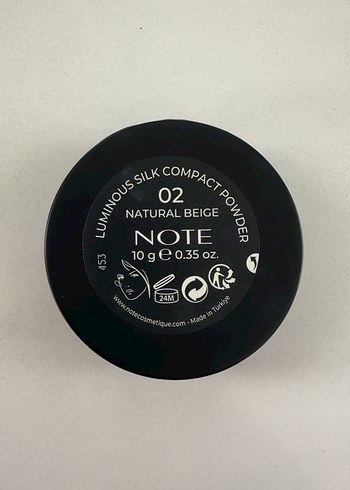 LUMINOUS SILK COMPACT POWDER
02
NATURAL BEIGE
NOTE
10 g e 0.35 oz.
453
24M
www.notecosmetique.com - Made in Türkiye